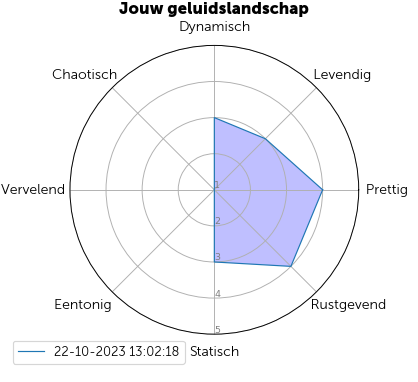 Jouw geluidslandschap
Dynamisch
Chaotisch
Levendig
Vervelend
1
Prettig
2
3
4
Eentonig
Rustgevend
5
22-10-2023 13:02:18
Statisch